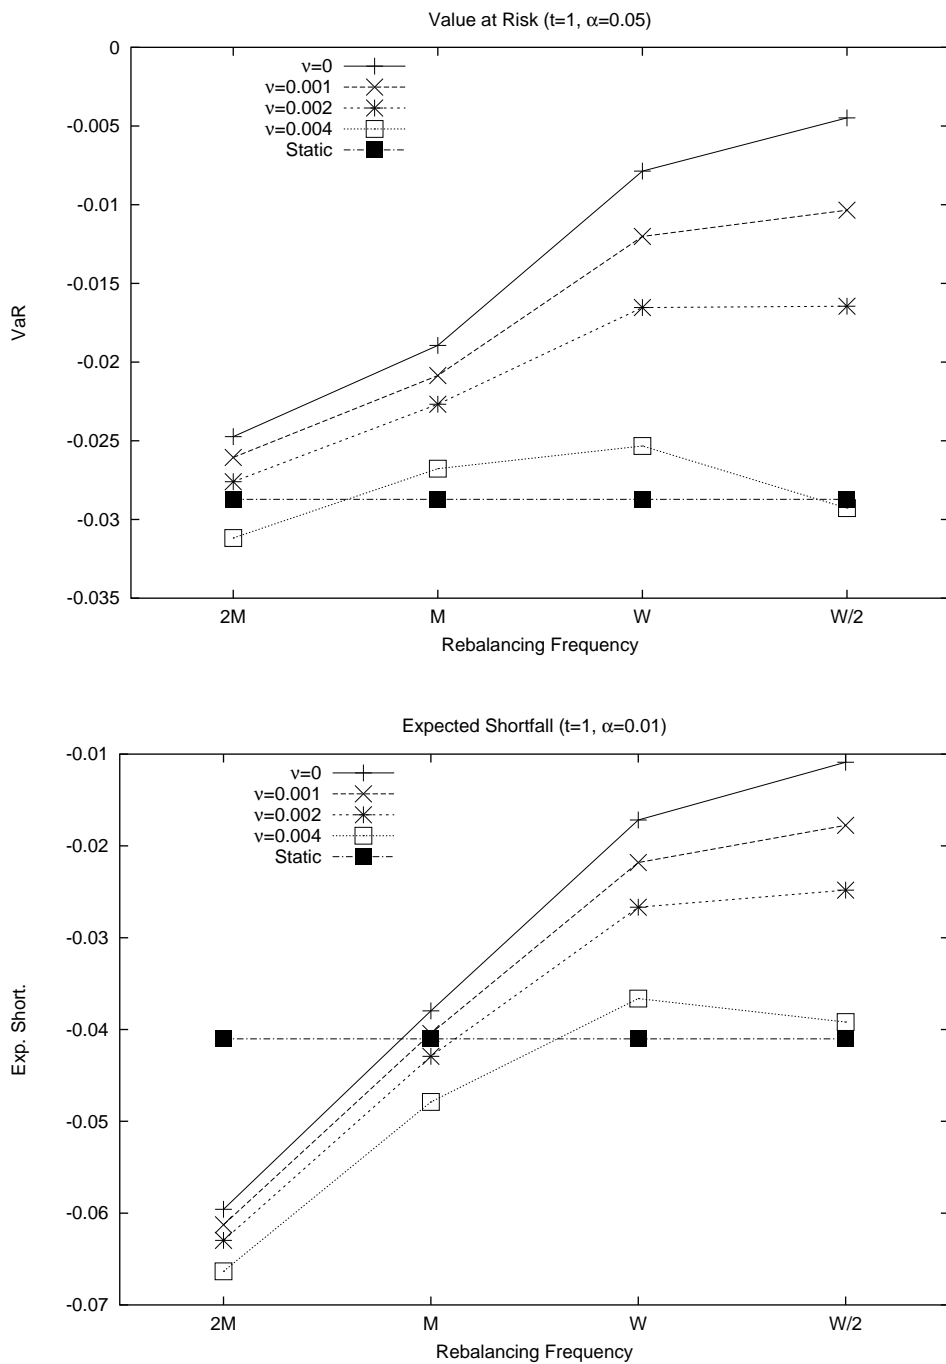 Value at Risk (t=1, α=0.05)
0
-0.005
-0.01
-0.015
-0.02
-0.025
-0.03
-0.035
VaR
ν=0
ν=0.001
ν=0.002
ν=0.004
Static
2M M W W/2
Rebalancing Frequency
Expected Shortfall (t=1, α=0.01)
-0.01
-0.02
-0.03
-0.04
-0.05
-0.06
-0.07
Exp. Short.
ν=0
ν=0.001
ν=0.002
ν=0.004
Static
2M M W W/2
Rebalancing Frequency